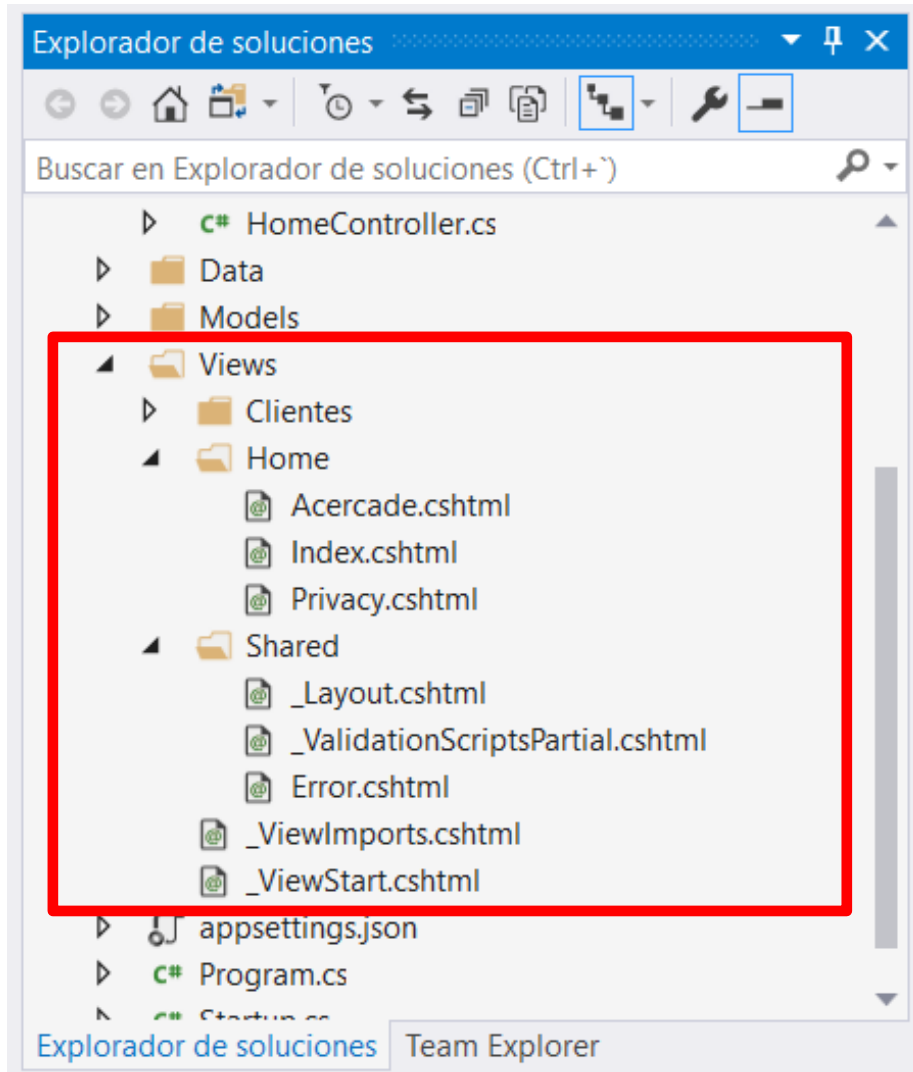 Explorador de soluciones
Buscar en Explorador de soluciones (Ctrl+`)
C# HomeController.cs
Data
Models
Views
Clientes
Home
@ Acercade.cshtml
@ Index.cshtml
@ Privacy.cshtml
Shared
@ _Layout.cshtml
@ _ValidationScriptsPartial.cshtml
@ Error.cshtml
@ _ViewImports.cshtml
@ _ViewStart.cshtml
appsettings.json
C# Program.cs
C# Startup.cs
Explorador de soluciones Team Explorer